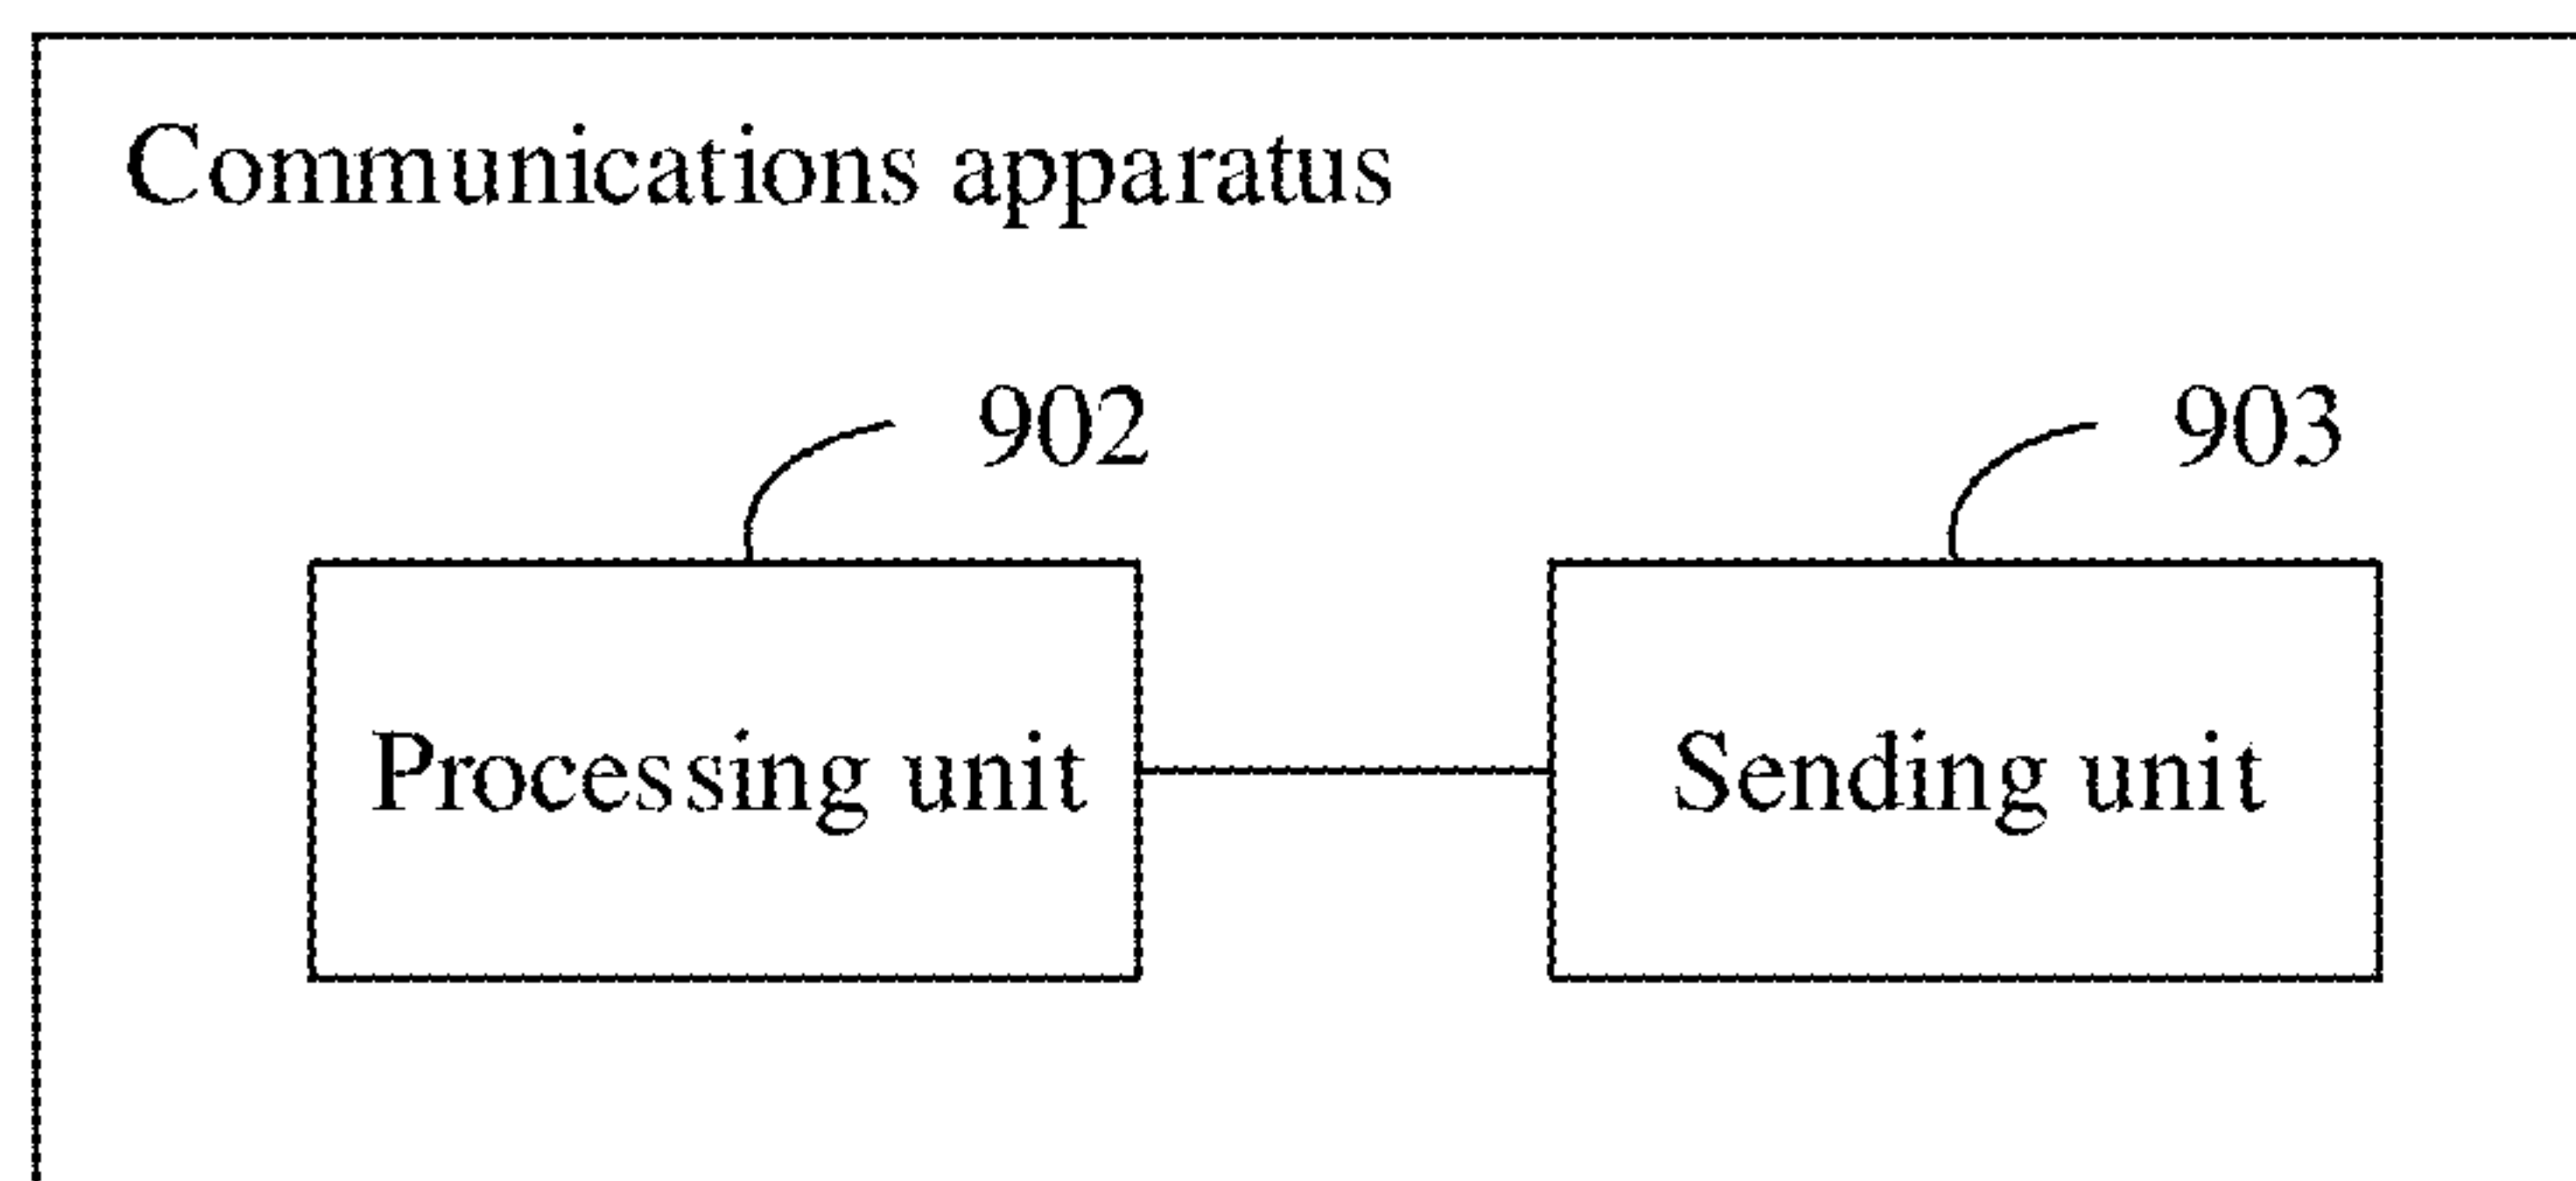 Communications apparatus
902
903
Processing unit
Sending unit